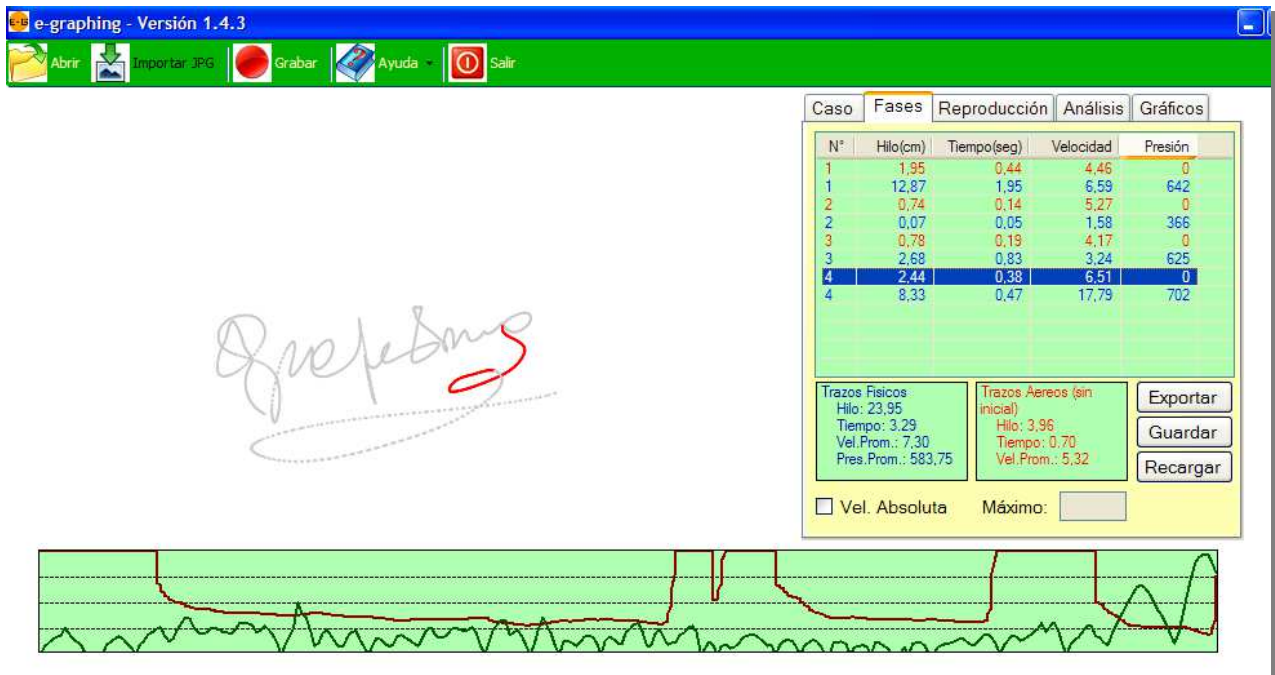 e-graphing - Versión 1.4.3
Abrir Importar JPG Grabar Ayuda Salir
Caso Fases Reproducción Análisis Gráficos
N° Hilo(cm) Tiempo(seg) Velocidad Presión
1 1,95 0,44 4,46 0
1 12,87 1,95 6,59 642
2 0,74 0,14 5,27 0
2 0,07 0,05 1,58 366
3 0,78 0,19 4,17 0
3 2,68 0,83 3,24 625
4 2,44 0,38 6,51 0
4 8,33 0,47 17,79 702
Trazos Fisicos
Hilo: 23,95
Tiempo: 3.29
Vel.Prom.: 7,30
Pres.Prom.: 583,75
Trazos Aereos (sin
inicial)
Hilo: 3,96
Tiempo: 0.70
Vel.Prom.: 5,32
Exportar
Guardar
Recargar
Vel. Absoluta Máximo: